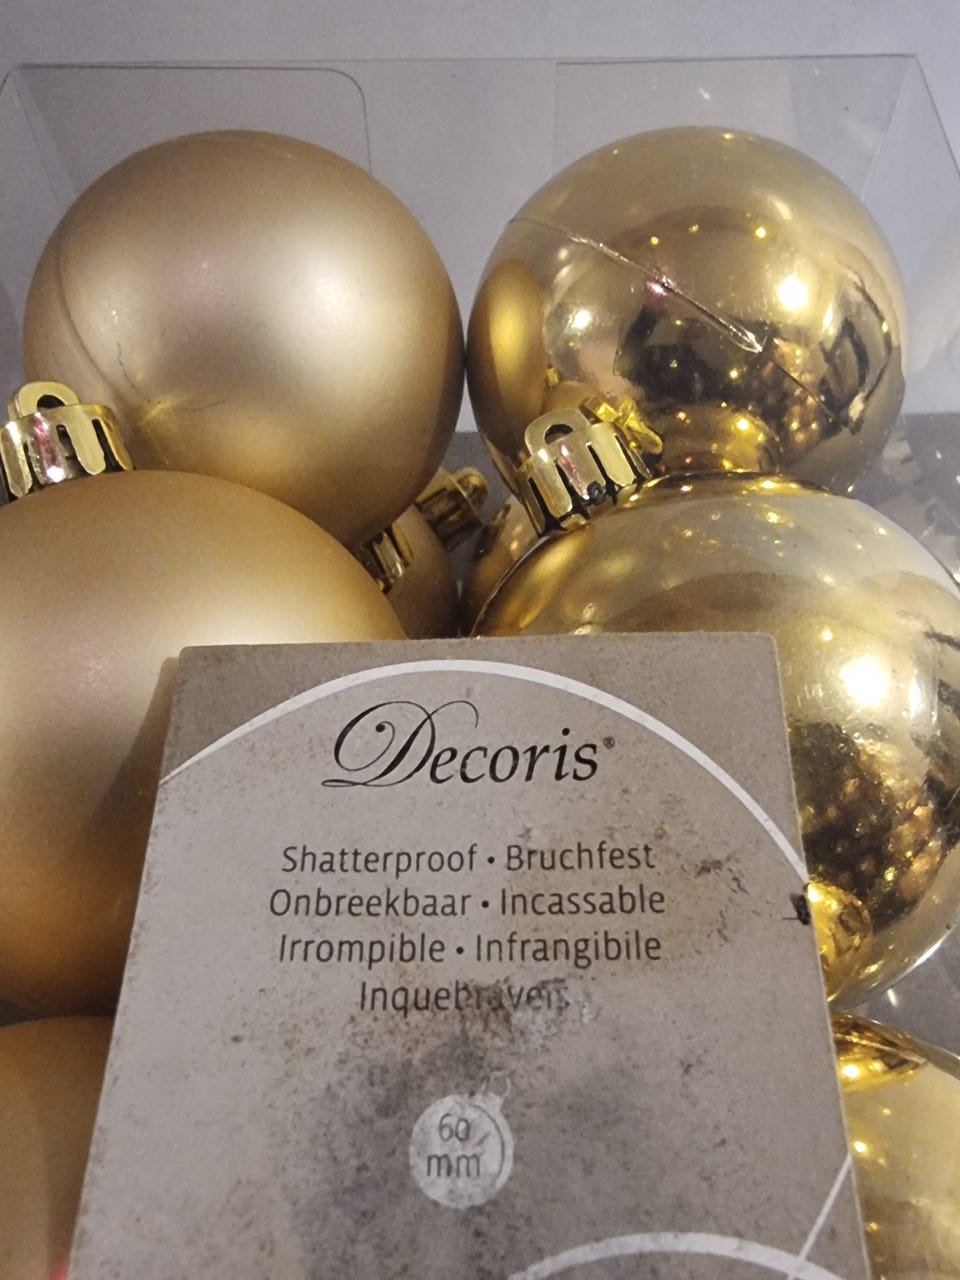 Decoris®
Shatterproof • Bruchfest
Onbreekbaar • Incassable
Irrompible • Infrangibile
Inquebráveis
60
mm